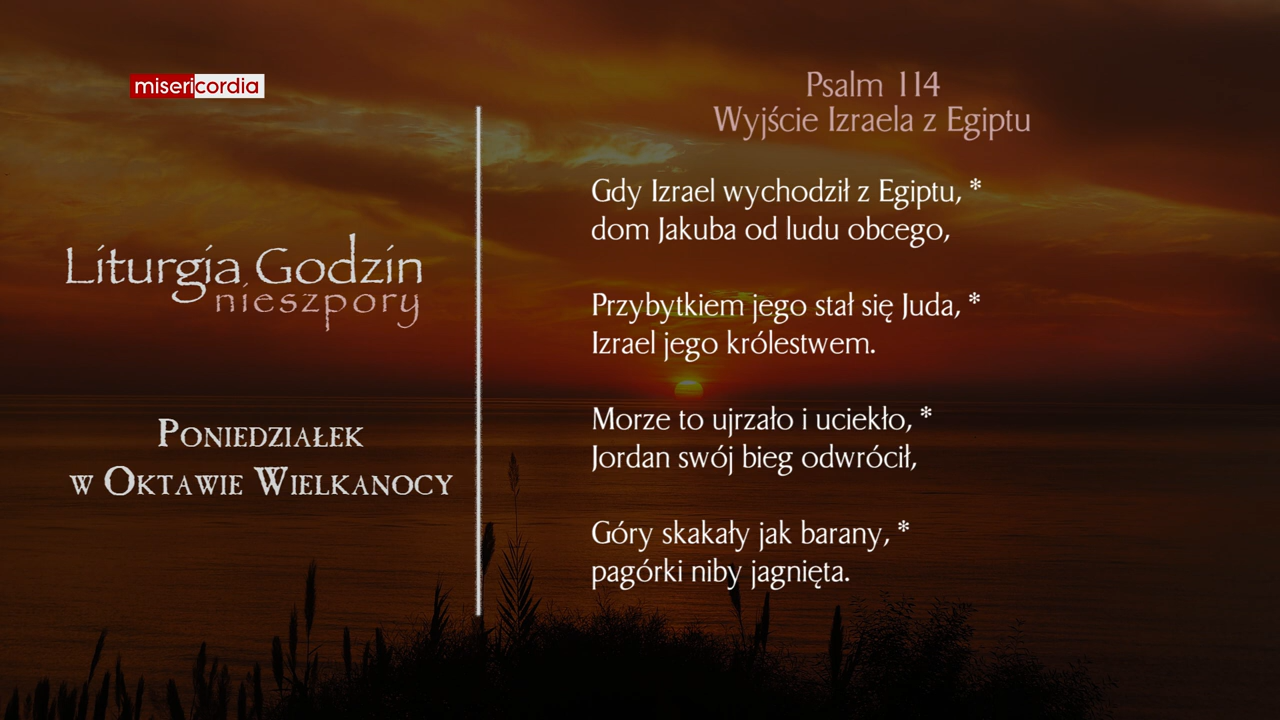 misericordia
Liturgia Godzin
nieszpory
Poniedziałek
w Oktawie Wielkanocy
Psalm 114
Wyjście Izraela z Egiptu
Gdy Izrael wychodził z Egiptu, *
dom Jakuba od ludu obcego,
Przybytkiem jego stał się Juda, *
Izrael jego królestwem.
Morze to ujrzało i uciekło, *
Jordan swój bieg odwrócił,
Góry skakały jak barany, *
pagórki niby jagnięta.